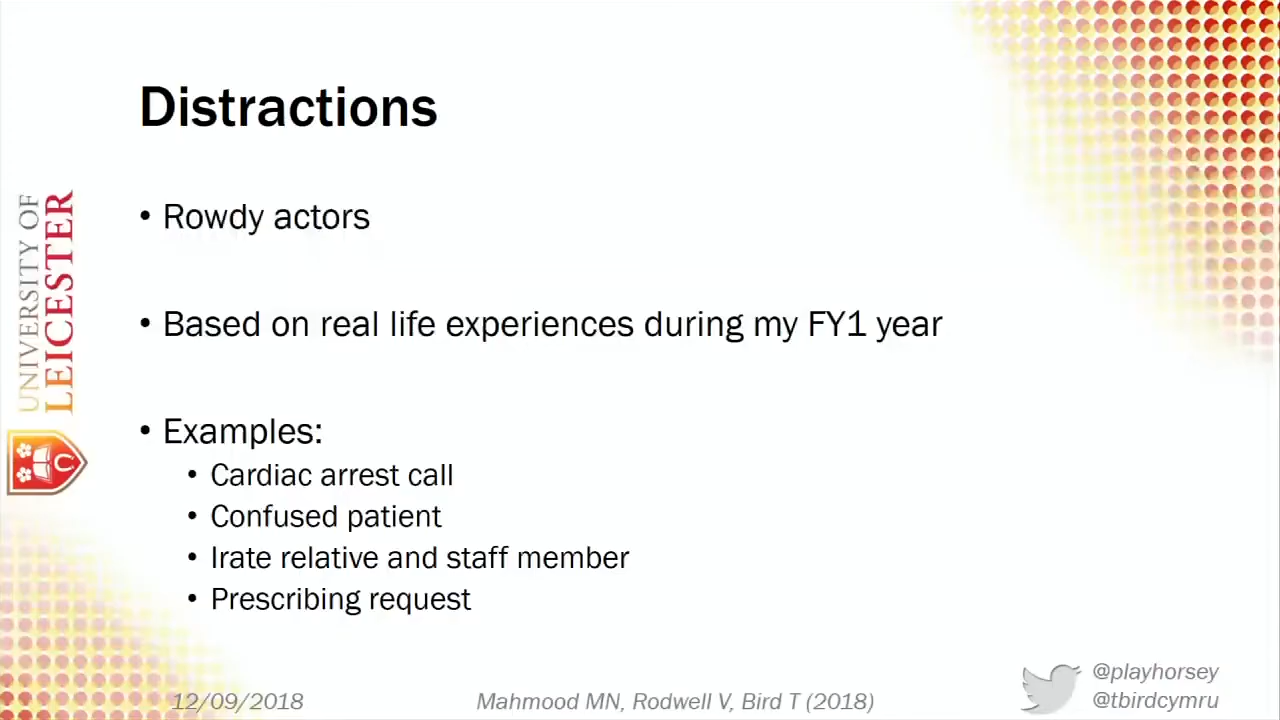 Distractions
• Rowdy actors
• Based on real life experiences during my FY1 year
• Examples:
• Cardiac arrest call
• Confused patient
• Irate relative and staff member
• Prescribing request
UNIVERSITY OF
LEICESTER
12/09/2018
Mahmood MN, Rodwell V, Bird T (2018)
@playhorsey
@tbirdcymru